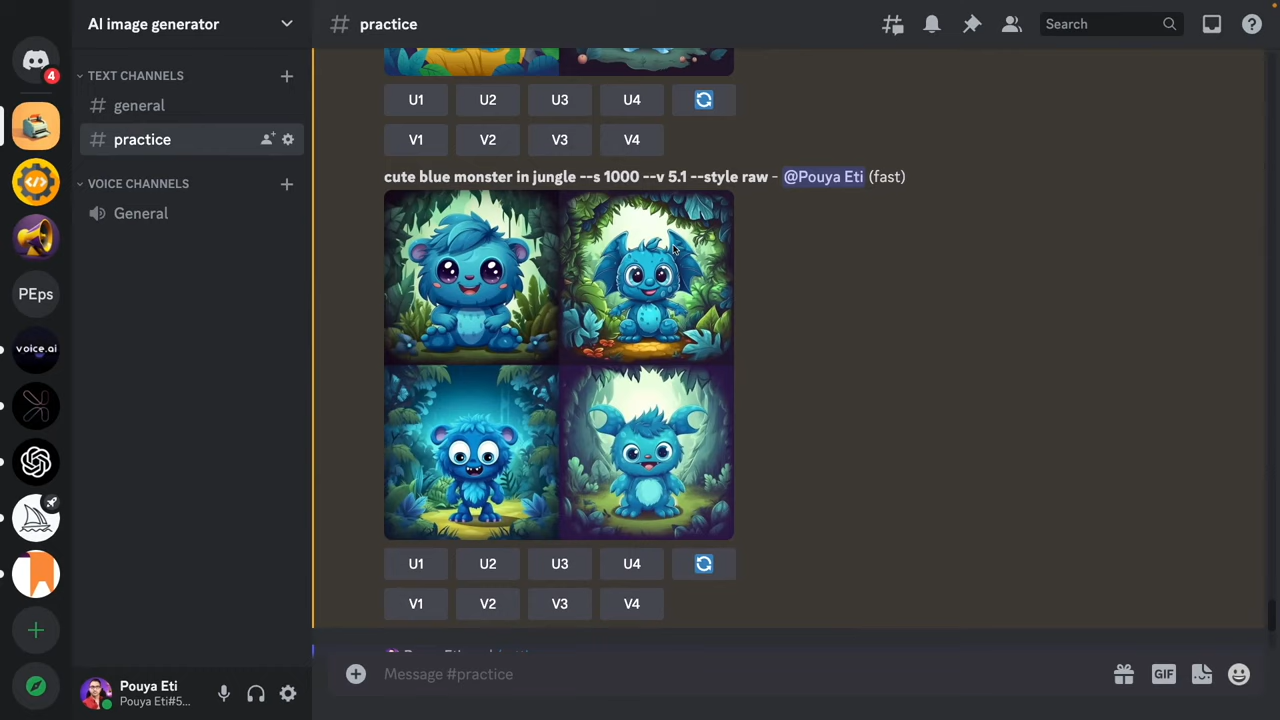 AI image generator
# practice
Search
4
TEXT CHANNELS
# general
# practice
VOICE CHANNELS
General
PEps
voice.ai
U1 U2 U3 U4
V1 V2 V3 V4
cute blue monster in jungle --s 1000 --v 5.1 --style raw - @Pouya Eti (fast)
U1 U2 U3 U4
V1 V2 V3 V4
Message #practice
GIF
Pouya Eti
Pouya Eti#5...